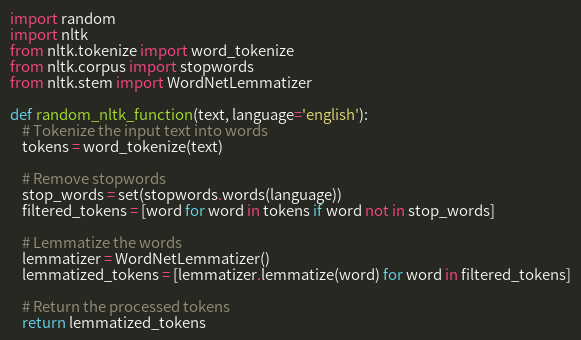 import random
import nltk
from nltk.tokenize import word_tokenize
from nltk.corpus import stopwords
from nltk.stem import WordNetLemmatizer

def random_nltk_function(text, language='english'):
    # Tokenize the input text into words
    tokens = word_tokenize(text)

    # Remove stopwords
    stop_words = set(stopwords.words(language))
    filtered_tokens = [word for word in tokens if word not in stop_words]

    # Lemmatize the words
    lemmatizer = WordNetLemmatizer()
    lemmatized_tokens = [lemmatizer.lemmatize(word) for word in filtered_tokens]

    # Return the processed tokens
    return lemmatized_tokens